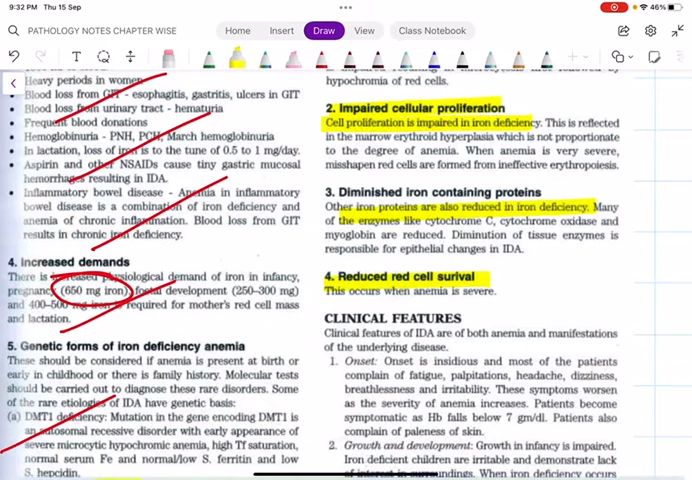 9:32 PM Thu 15 Sep
46%
PATHOLOGY NOTES CHAPTER WISE
Home Insert Draw View Class Notebook
Heavy periods in women
Blood loss from GIT - esophagitis, gastritis, ulcers in GIT
Blood loss from urinary tract - hematuria
Frequent blood donations
Hemoglobinuria - PNH, PCH, March hemoglobinuria
In lactation, loss of iron is to the tune of 0.5 to 1 mg/day.
Aspirin and other NSAIDs cause tiny gastric mucosal
hemorrhages resulting in IDA.
Inflammatory bowel disease - Anemia in inflammatory
bowel disease is a combination of iron deficiency and
anemia of chronic inflammation. Blood loss from GIT
results in chronic iron deficiency.
4. Increased demands
There is increased physiological demand of iron in infancy,
pregnancy (650 mg iron), foetal development (250–300 mg)
and 400–500 mg iron is required for mother's red cell mass
and lactation.
5. Genetic forms of iron deficiency anemia
These should be considered if anemia is present at birth or
early in childhood or there is family history. Molecular tests
should be carried out to diagnose these rare disorders. Some
of the rare etiologies of IDA have genetic basis:
(a) DMT1 deficiency: Mutation in the gene encoding DMT1 is
an autosomal recessive disorder with early appearance of
severe microcytic hypochromic anemia, high Tf saturation,
normal serum Fe and normal/low S. ferritin and low
S. hepcidin.
hypochromia of red cells.
2. Impaired cellular proliferation
Cell proliferation is impaired in iron deficiency. This is reflected
in the marrow erythroid hyperplasia which is not proportionate
to the degree of anemia. When anemia is very severe,
misshapen red cells are formed from ineffective erythropoiesis.
3. Diminished iron containing proteins
Other iron proteins are also reduced in iron deficiency. Many
of the enzymes like cytochrome C, cytochrome oxidase and
myoglobin are reduced. Diminution of tissue enzymes is
responsible for epithelial changes in IDA.
4. Reduced red cell surival
This occurs when anemia is severe.
CLINICAL FEATURES
Clinical features of IDA are of both anemia and manifestations
of the underlying disease.
1. Onset: Onset is insidious and most of the patients
complain of fatigue, palpitations, headache, dizziness,
breathlessness and irritability. These symptoms worsen
as the severity of anemia increases. Patients become
symptomatic as Hb falls below 7 gm/dl. Patients also
complain of paleness of skin.
2. Growth and development: Growth in infancy is impaired.
Iron deficient children are irritable and demonstrate lack
of interest in surroundings. When iron deficiency occurs